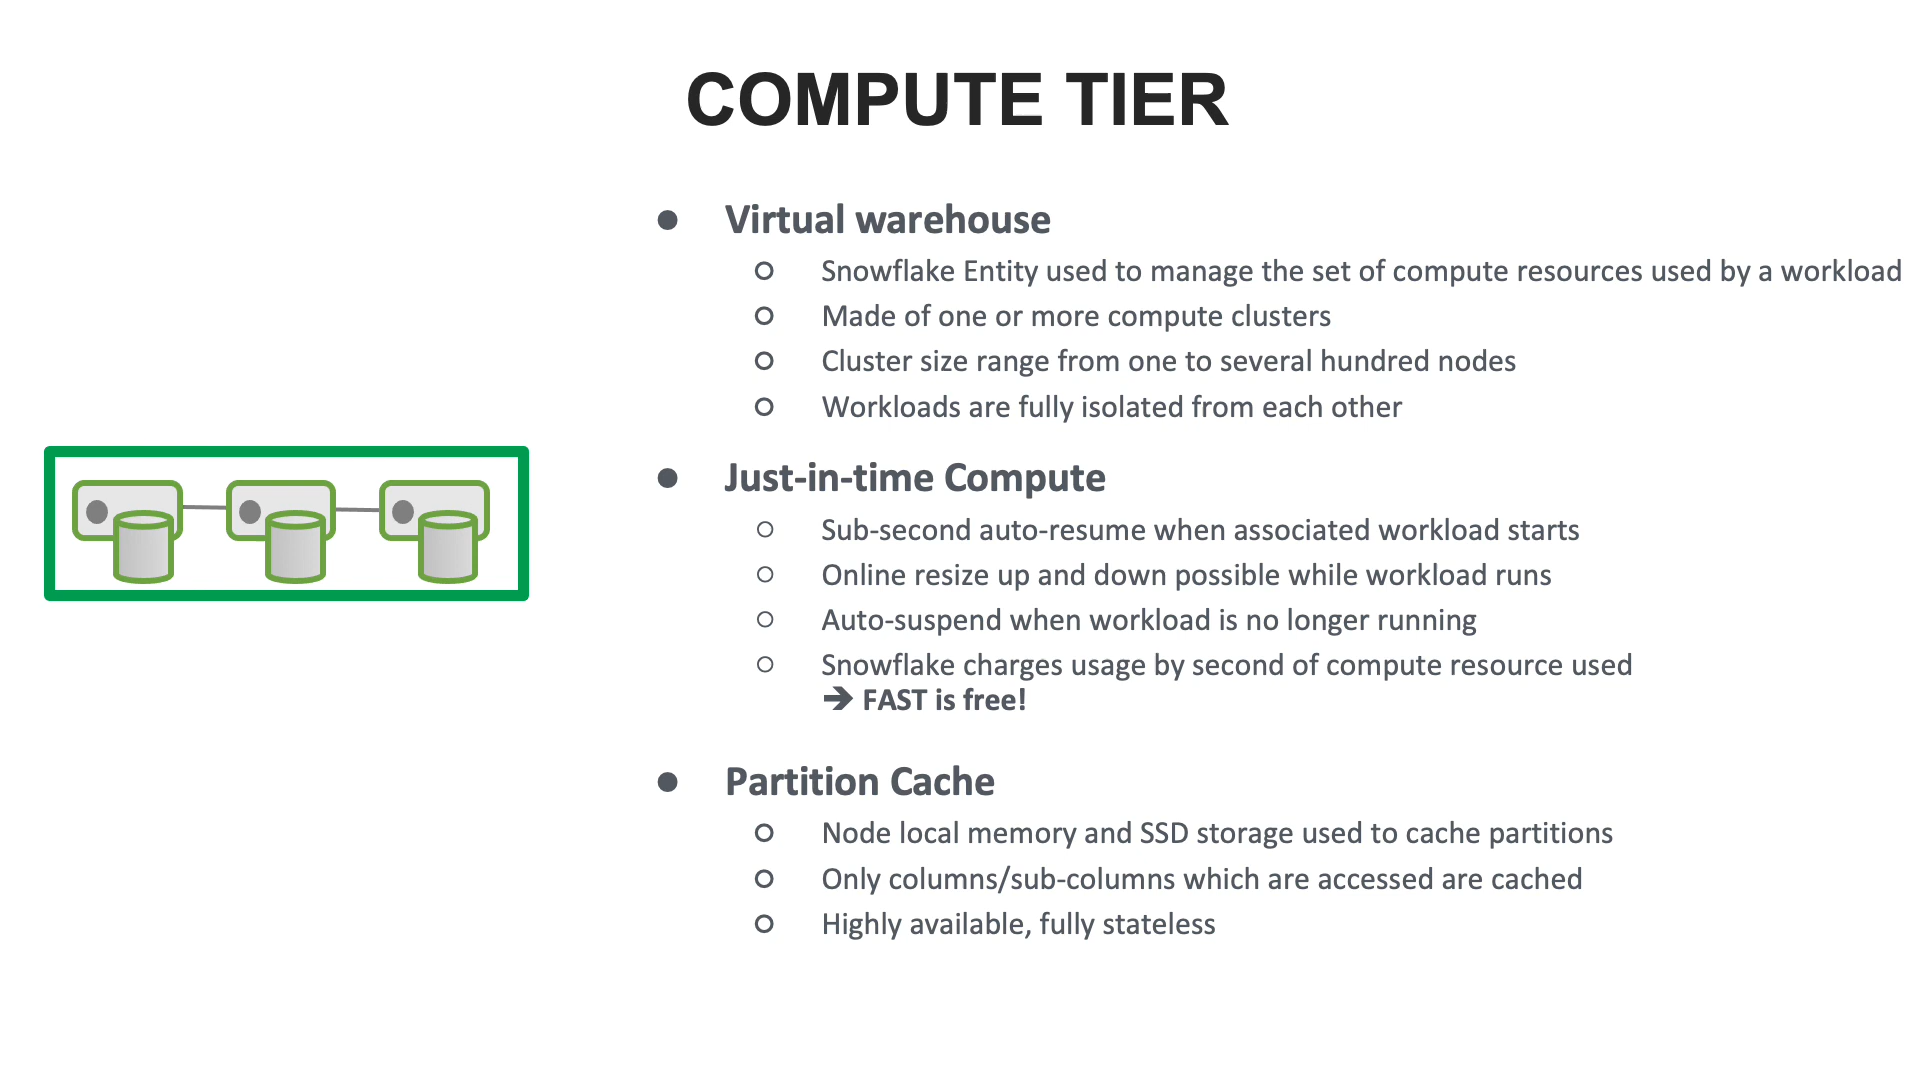 COMPUTE TIER
● Virtual warehouse
○ Snowflake Entity used to manage the set of compute resources used by a workload
○ Made of one or more compute clusters
○ Cluster size range from one to several hundred nodes
○ Workloads are fully isolated from each other
● Just-in-time Compute
○ Sub-second auto-resume when associated workload starts
○ Online resize up and down possible while workload runs
○ Auto-suspend when workload is no longer running
○ Snowflake charges usage by second of compute resource used
➔ FAST is free!
● Partition Cache
○ Node local memory and SSD storage used to cache partitions
○ Only columns/sub-columns which are accessed are cached
○ Highly available, fully stateless